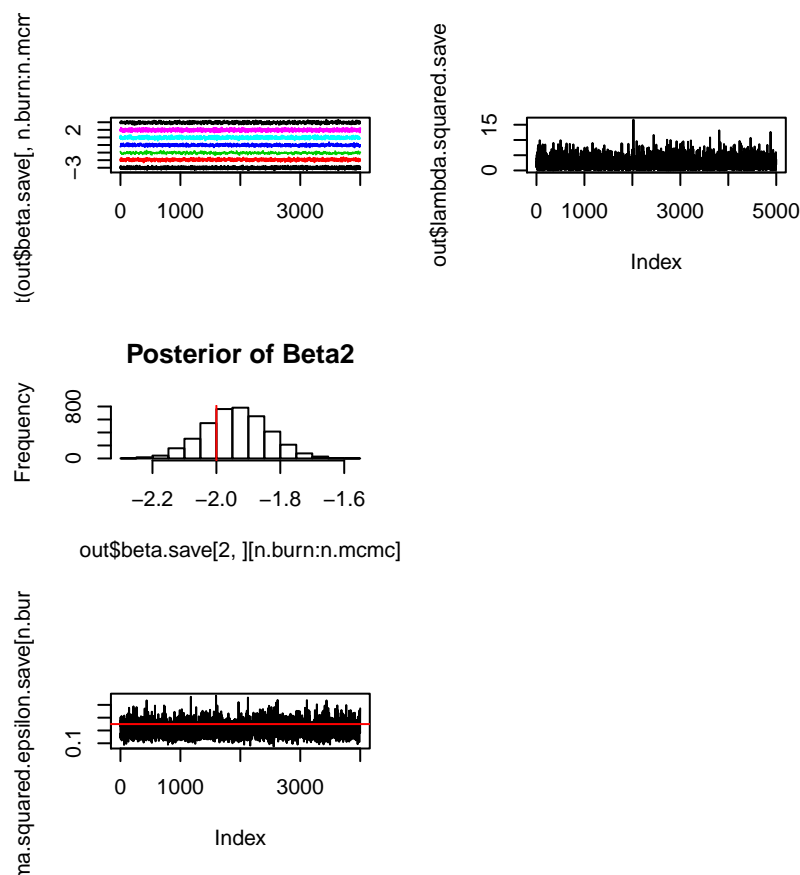 t(out$beta.save[, n.burn:n.mcm
2
−3
0 1000 3000
out$lambda.squared.save
15
0
0 1000 3000 5000
Index
Posterior of Beta2
Frequency
800
0
−2.2 −2.0 −1.8 −1.6
out$beta.save[2, ][n.burn:n.mcmc]
ma.squared.epsilon.save[n.bur
0.1
0 1000 3000
Index